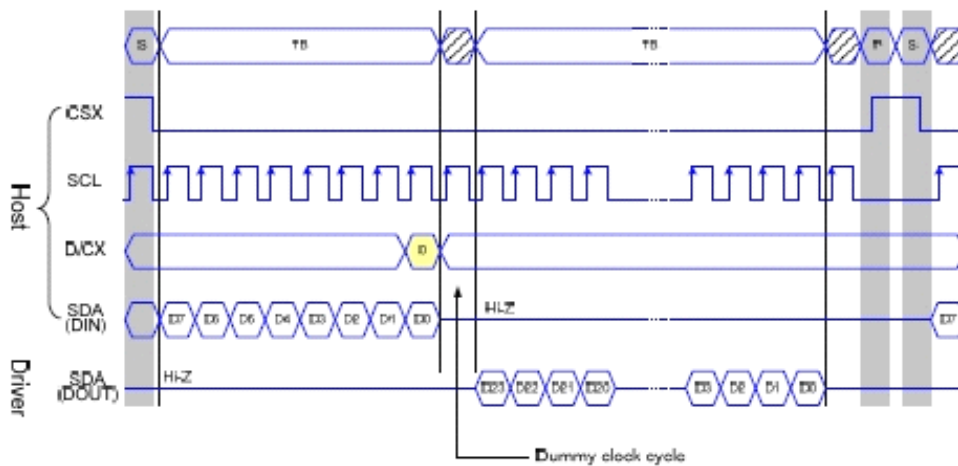 S TB TB P S
CSX
SCL
D/CX 0
SDA
(DIN) D7 D6 D5 D4 D3 D2 D1 D0 Hi-Z D7
SDA
(DOUT) Hi-Z D23 D22 D21 D20 D3 D2 D1 D0
Host
Driver
Dummy clock cycle